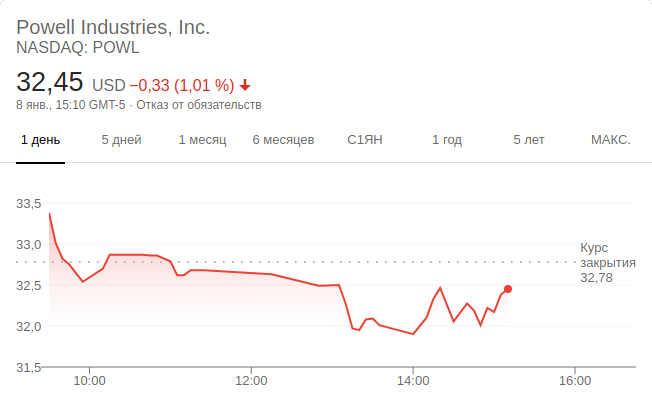 Powell Industries, Inc.
NASDAQ: POWL
32,45 USD −0,33 (1,01 %)
8 янв., 15:10 GMT-5 · Отказ от обязательств
1 день 5 дней 1 месяц 6 месяцев С1ЯН 1 год 5 лет МАКС.
33,5
33,0
32,5
32,0
31,5
Курс
закрытия
32,78
10:00 12:00 14:00 16:00